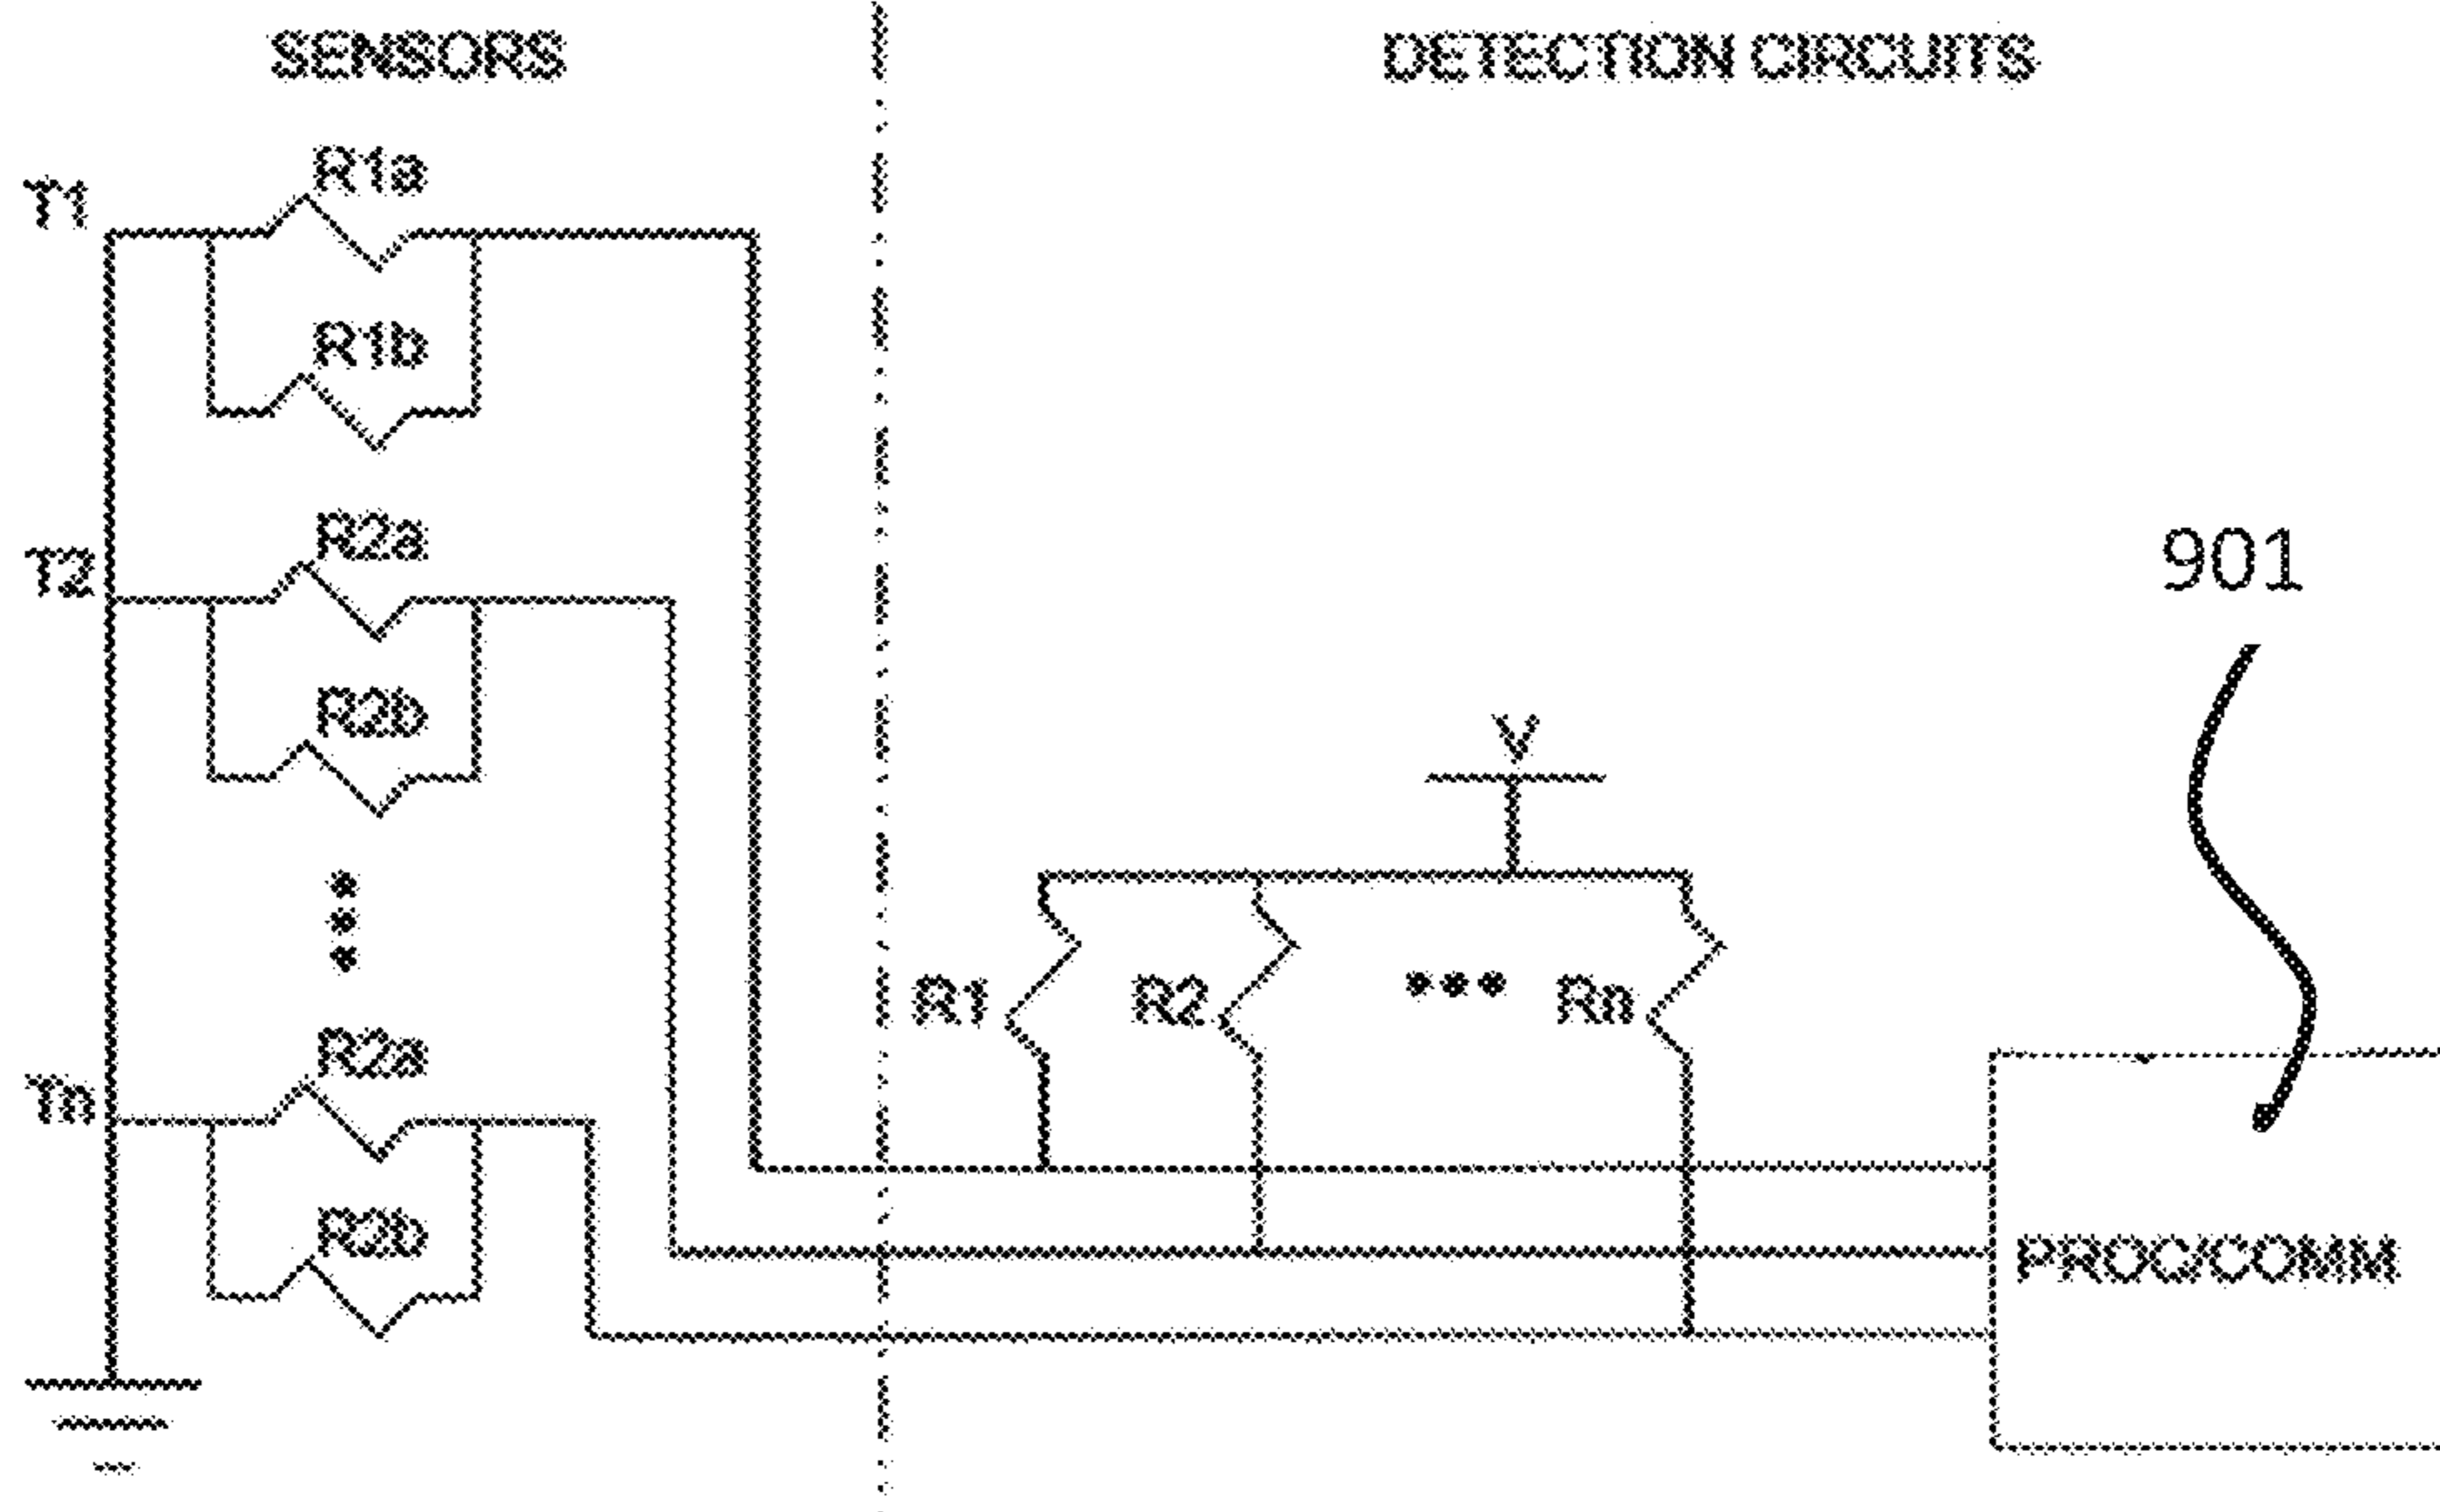 SENSORS
DETECTION CIRCUITS
T1
R1a
R1b
T2
R2a
R2b
901
V
R1
R2
Rn
Tn
R2a
R2b
PROC/COMM